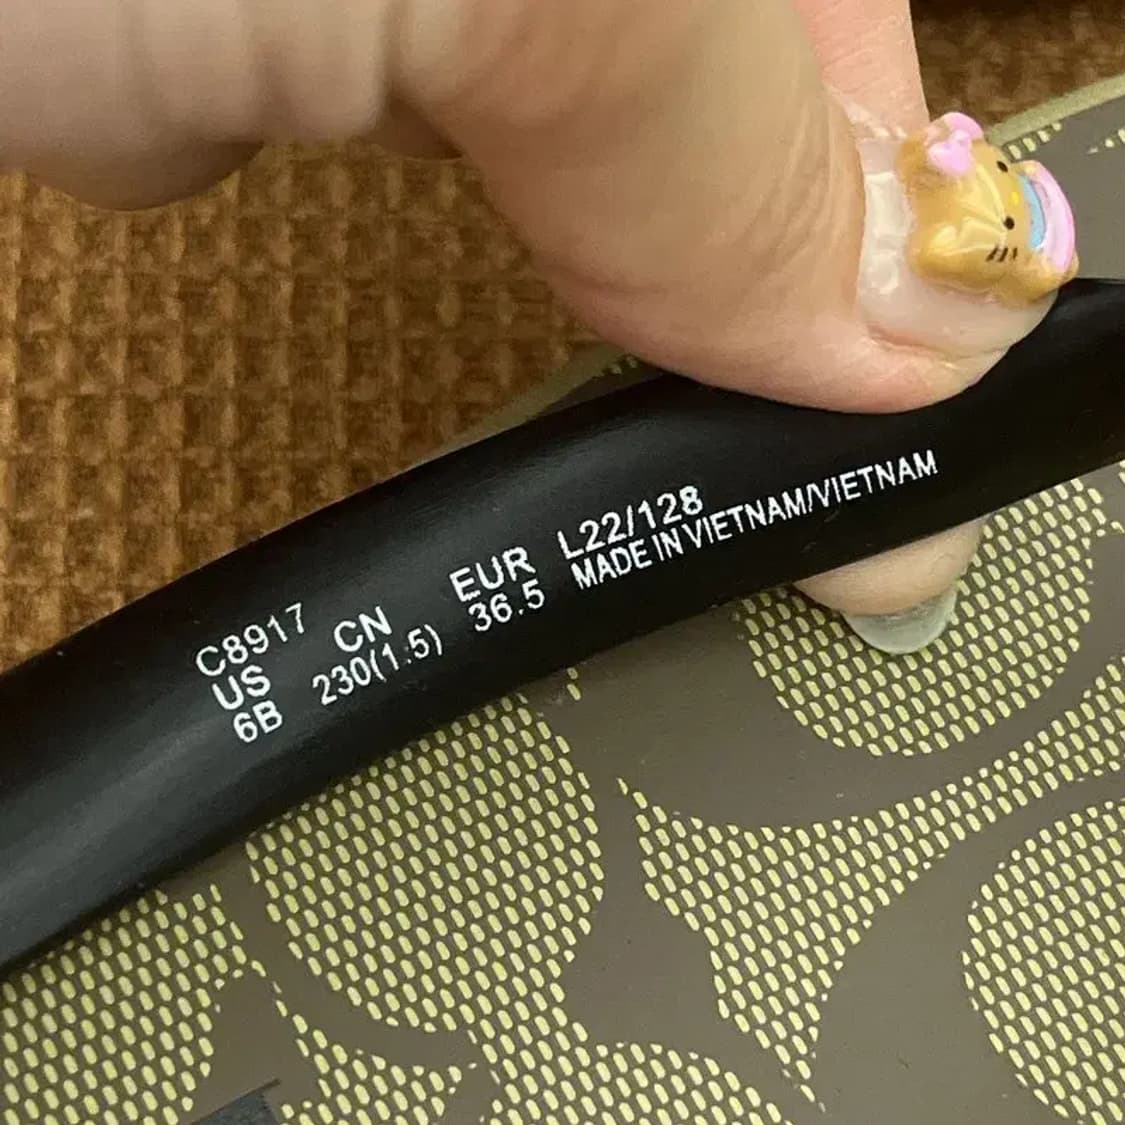 C8917
US CN EUR L22/128
6B 230(1.5) 36.5 MADE IN VIETNAM/VIETNAM